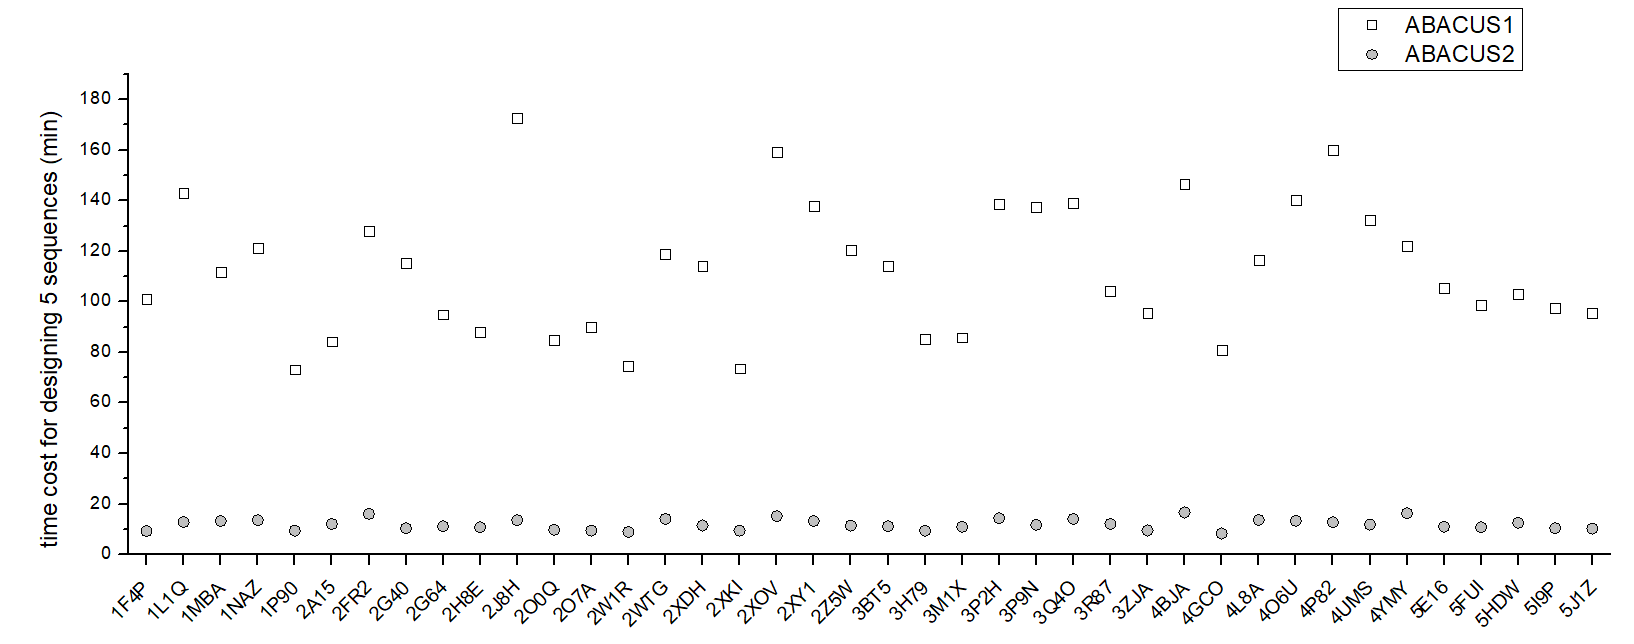 ABACUS1
ABACUS2
time cost for designing 5 sequences (min)
180
160
140
120
100
80
60
40
20
0
1F4P
1L1Q
1MBA
1NAZ
1P90
2A15
2FR2
2G40
2G64
2H8E
2J8H
2O0Q
2O7A
2W1R
2WTG
2XDH
2XKI
2XOV
2XY1
2Z5W
3BT5
3H79
3M1X
3P2H
3P9N
3Q4O
3R87
3ZJA
4BJA
4GCO
4L8A
4O6U
4P82
4UMS
4YMY
5E16
5FUI
5HDW
5I9P
5J1Z